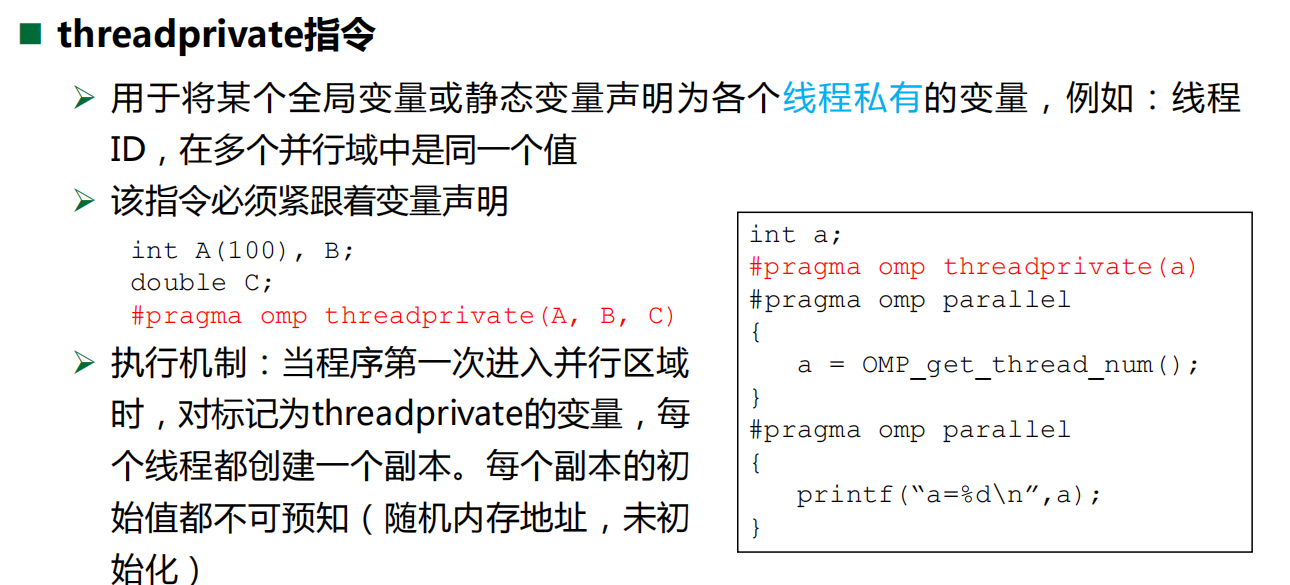 threadprivate指令
用于将某个全局变量或静态变量声明为各个线程私有的变量，例如：线程
ID，在多个并行域中是同一个值
该指令必须紧跟着变量声明
int A(100), B;
double C;
#pragma omp threadprivate(A, B, C)
执行机制：当程序第一次进入并行区域
时，对标记为threadprivate的变量，每
个线程都创建一个副本。每个副本的初
始值都不可预知（随机内存地址，未初
始化）
int a;
#pragma omp threadprivate(a)
#pragma omp parallel
{
a = OMP_get_thread_num();
}
#pragma omp parallel
{
printf(“a=%d\n”,a);
}